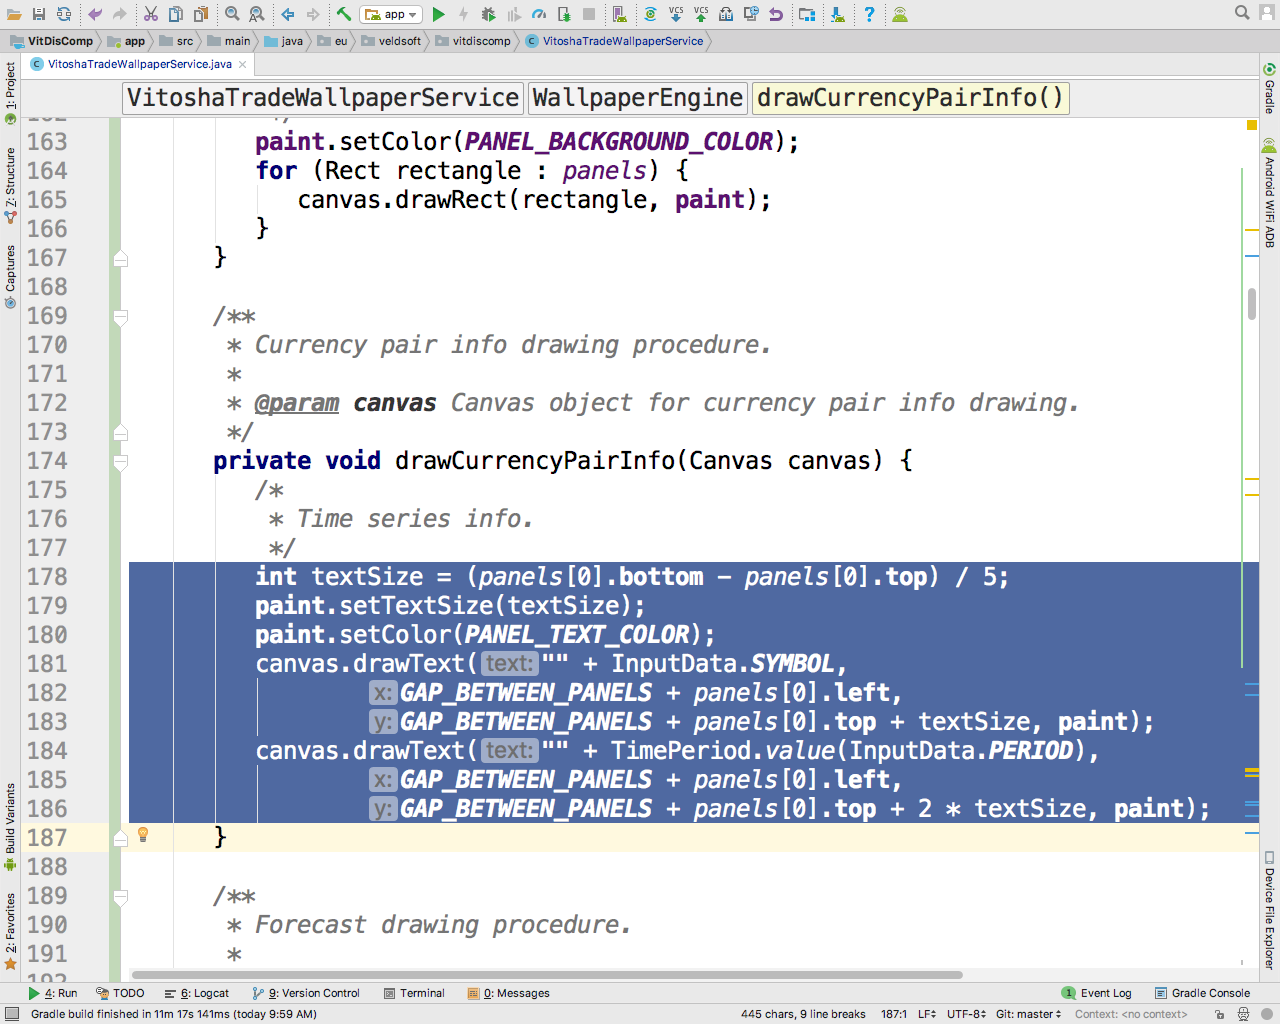 app
VitDisComp app src main java eu veldsoft vitdiscomp VitoshaTradeWallpaperService
VitoshaTradeWallpaperService.java
VitoshaTradeWallpaperService WallpaperEngine drawCurrencyPairInfo()
163 paint.setColor(PANEL_BACKGROUND_COLOR);
164 for (Rect rectangle : panels) {
165 canvas.drawRect(rectangle, paint);
166 }
167 }
168
169 /**
170 * Currency pair info drawing procedure.
171 *
172 * @param canvas Canvas object for currency pair info drawing.
173 */
174 private void drawCurrencyPairInfo(Canvas canvas) {
175 /*
176 * Time series info.
177 */
178 int textSize = (panels[0].bottom - panels[0].top) / 5;
179 paint.setTextSize(textSize);
180 paint.setColor(PANEL_TEXT_COLOR);
181 canvas.drawText( text: "" + InputData.SYMBOL,
182 x: GAP_BETWEEN_PANELS + panels[0].left,
183 y: GAP_BETWEEN_PANELS + panels[0].top + textSize, paint);
184 canvas.drawText( text: "" + TimePeriod.value(InputData.PERIOD),
185 x: GAP_BETWEEN_PANELS + panels[0].left,
186 y: GAP_BETWEEN_PANELS + panels[0].top + 2 * textSize, paint);
187 }
188
189 /**
190 * Forecast drawing procedure.
191 *
1: Project
7: Structure
Captures
Build Variants
2: Favorites
Gradle
Android WiFi ADB
Device File Explorer
4: Run TODO 6: Logcat 9: Version Control Terminal 0: Messages 1 Event Log Gradle Console
Gradle build finished in 11m 17s 141ms (today 9:59 AM) 445 chars, 9 line breaks 187:1 LF UTF-8 Git: master Context: <no context>